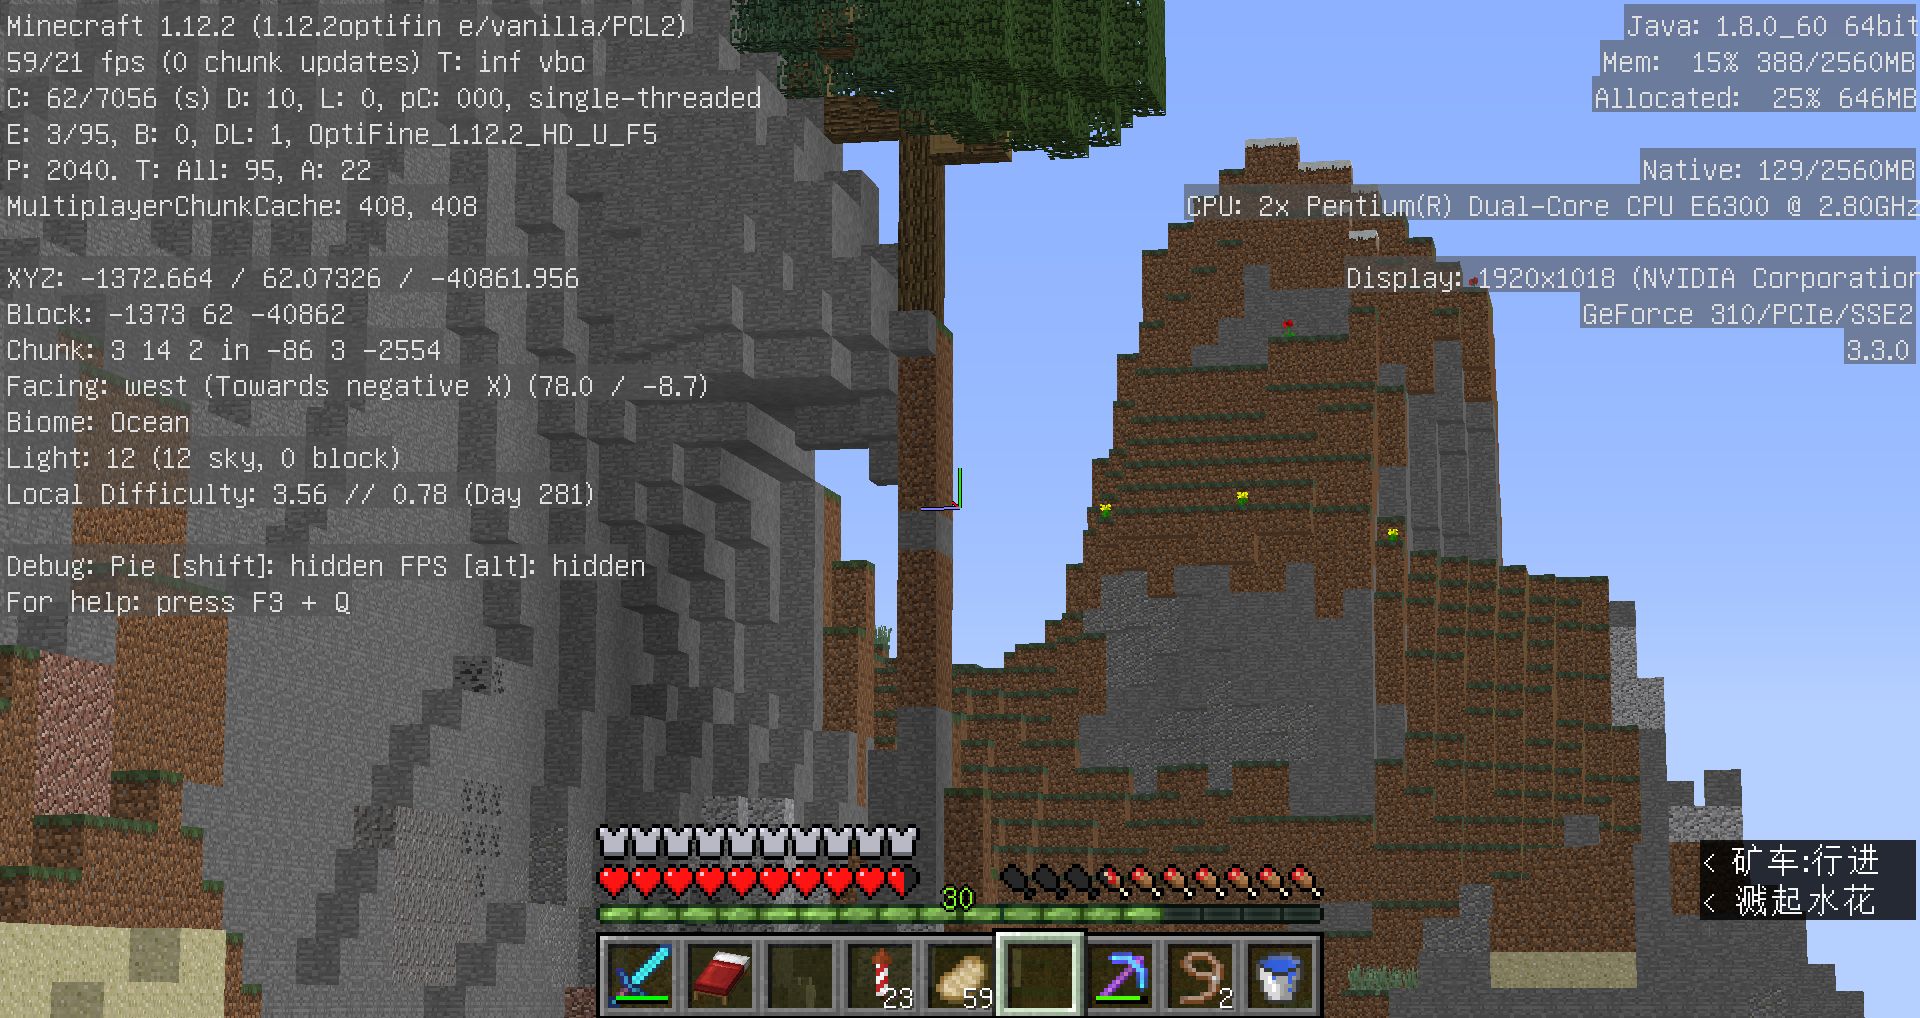 Minecraft 1.12.2 (1.12.2optifin e/vanilla/PCL2)
59/21 fps (0 chunk updates) T: inf vbo
C: 62/7056 (s) D: 10, L: 0, pC: 000, single-threaded
E: 3/95, B: 0, DL: 1, OptiFine_1.12.2_HD_U_F5
P: 2040. T: All: 95, A: 22
MultiplayerChunkCache: 408, 408
XYZ: -1372.664 / 62.07326 / -40861.956
Block: -1373 62 -40862
Chunk: 3 14 2 in -86 3 -2554
Facing: west (Towards negative X) (78.0 / -8.7)
Biome: Ocean
Light: 12 (12 sky, 0 block)
Local Difficulty: 3.56 // 0.78 (Day 281)
Debug: Pie [shift]: hidden FPS [alt]: hidden
For help: press F3 + Q
Java: 1.8.0_60 64bit
Mem: 15% 388/2560MB
Allocated: 25% 646MB
Native: 129/2560MB
CPU: 2x Pentium(R) Dual-Core CPU E6300 @ 2.80GHz
Display: 1920x1018 (NVIDIA Corporation
GeForce 310/PCIe/SSE2
3.3.0
< 矿车:行进
< 溅起水花
30
23 59 2